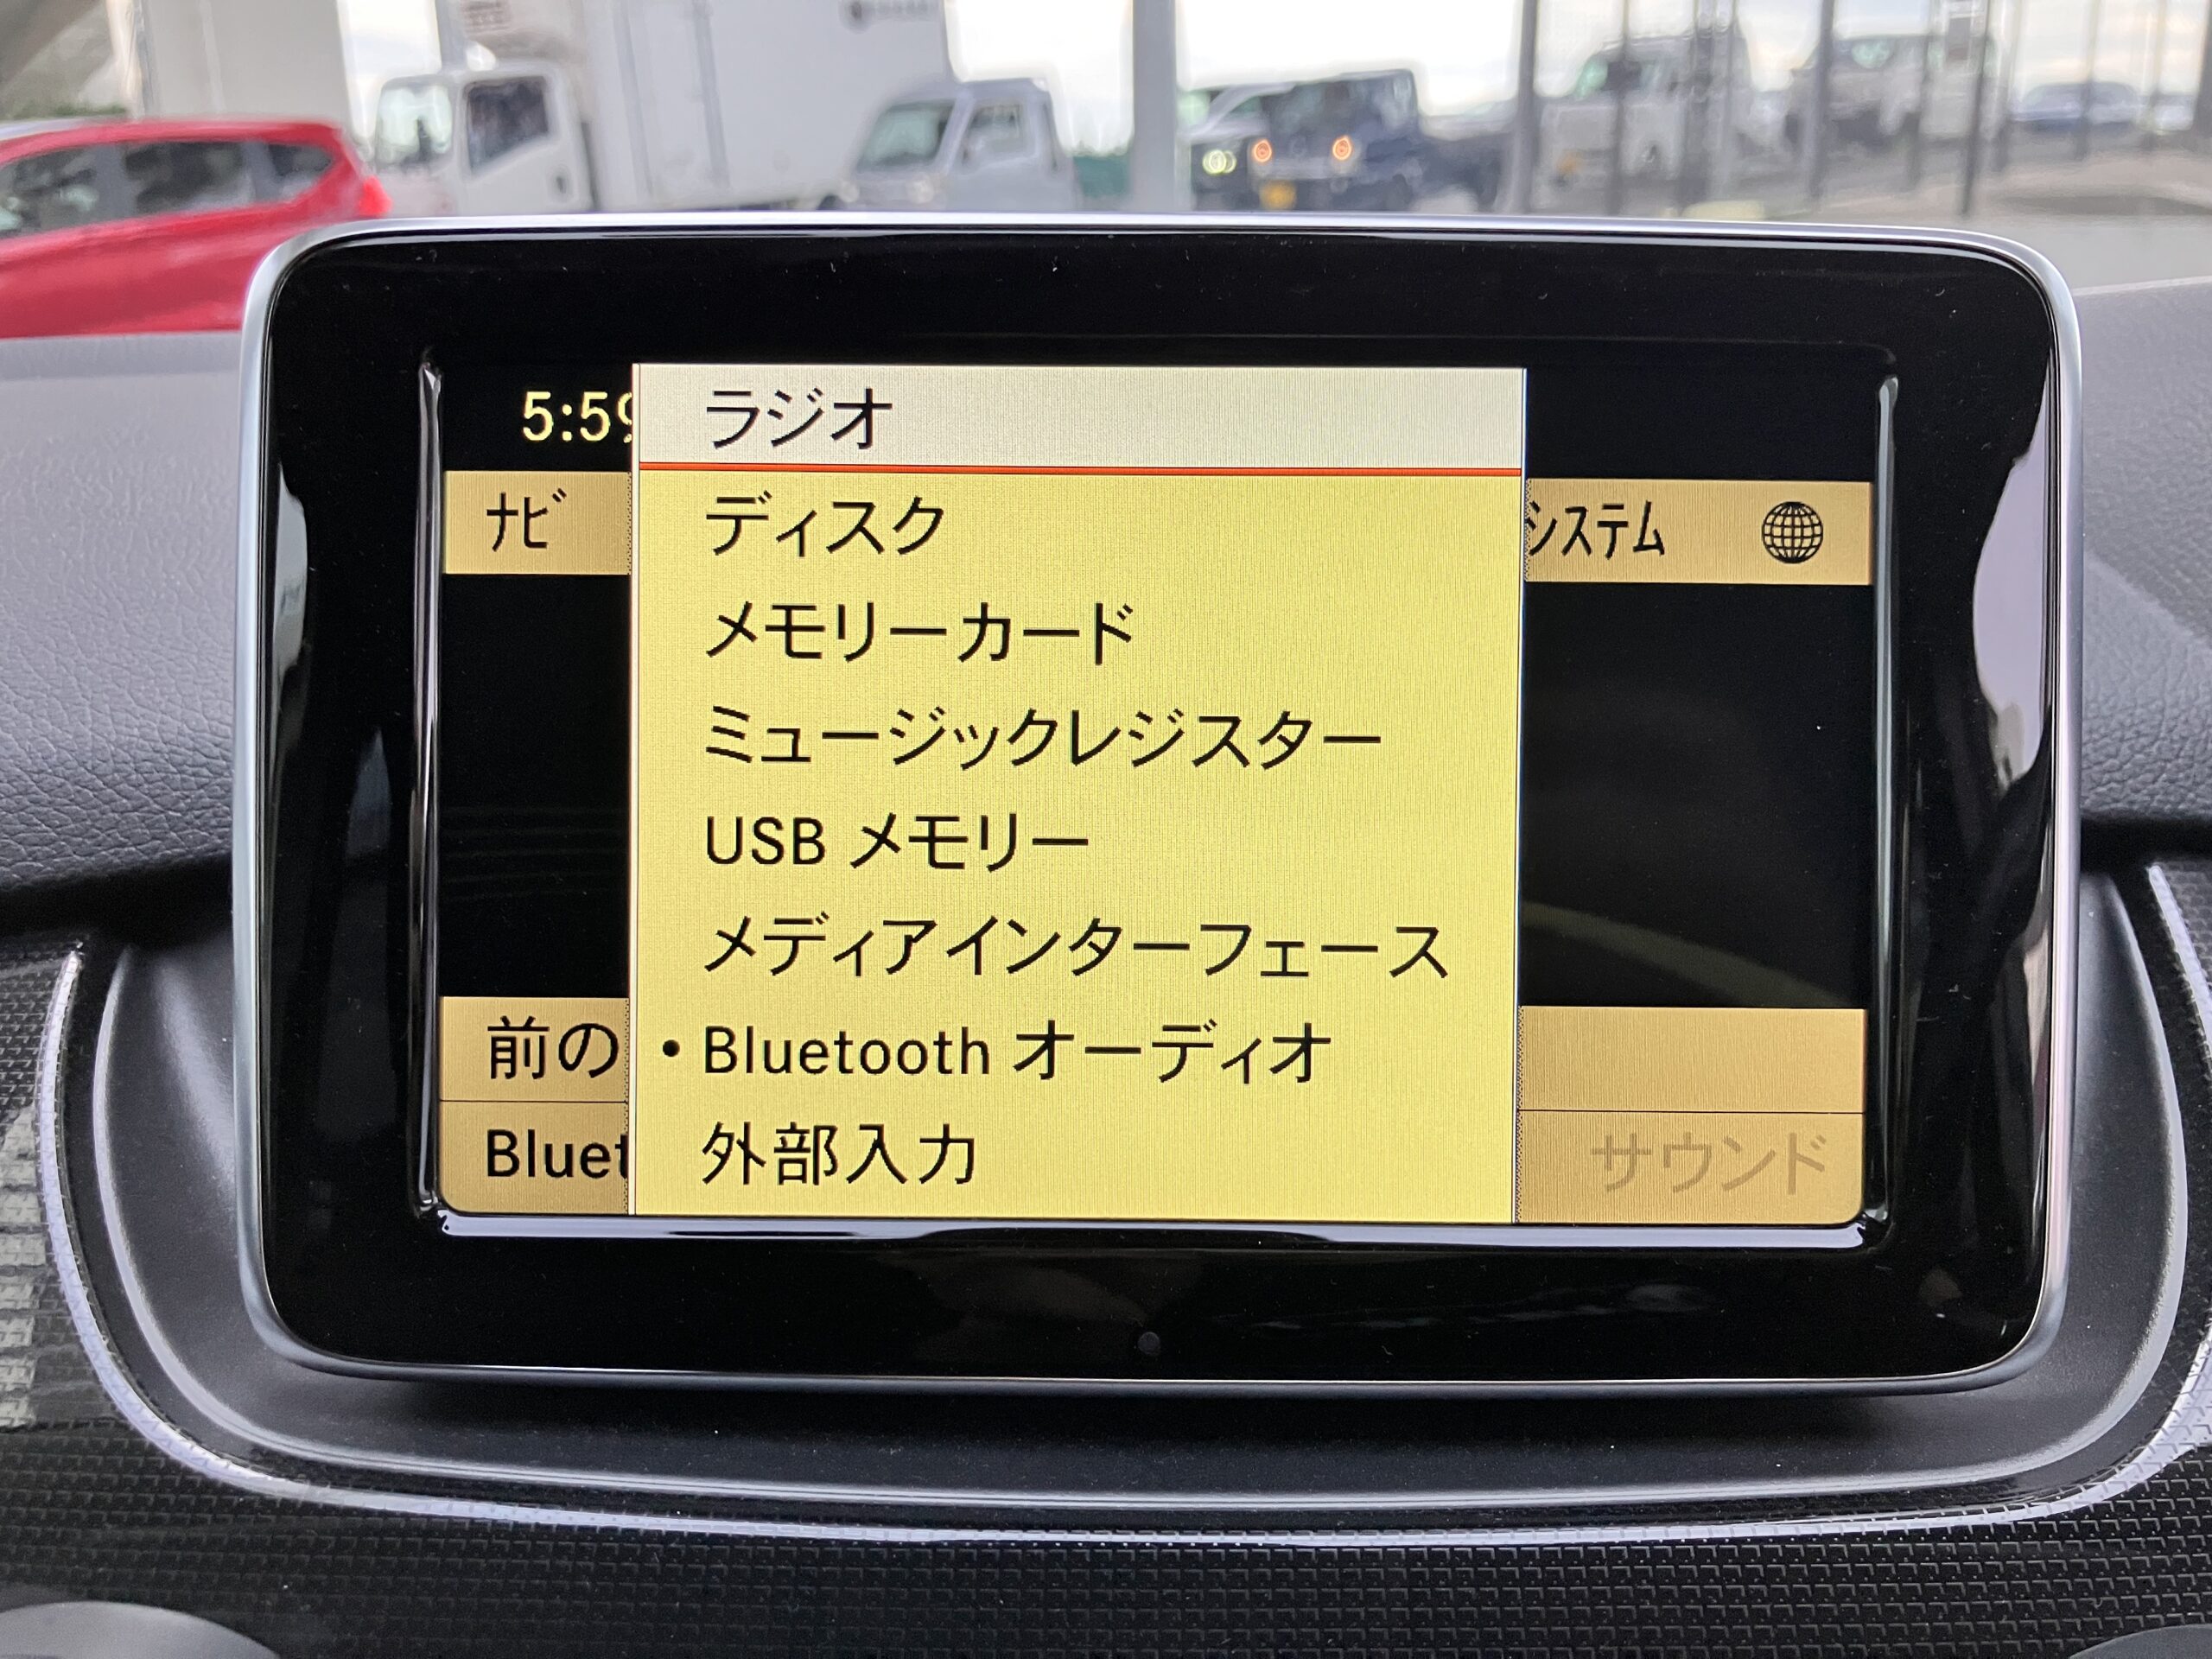 5:59
ラジオ
ナビ
システム
ディスク
メモリーカード
ミュージックレジスター
USB メモリー
メディアインターフェース
前の
• Bluetooth オーディオ
Bluet
外部入力
サウンド